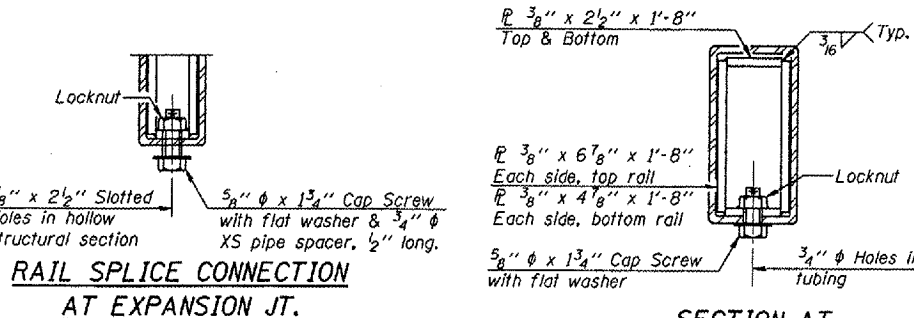 Locknut
8" x 2½" Slotted
oles in hollow
tructural section
⅝" φ x 1¾" Cap Screw
with flat washer & ¾" φ
XS pipe spacer, ½" long.
RAIL SPLICE CONNECTION
AT EXPANSION JT.
℄ ⅜" x 2½" x 1'-8"
Top & Bottom
3/16
Typ.
℄ ⅜" x 6⅞" x 1'-8"
Each side, top rail
℄ ⅜" x 4⅞" x 1'-8"
Each side, bottom rail
Locknut
⅝" φ x 1¾" Cap Screw
with flat washer
¾" φ Holes i
tubing
SECTION AT